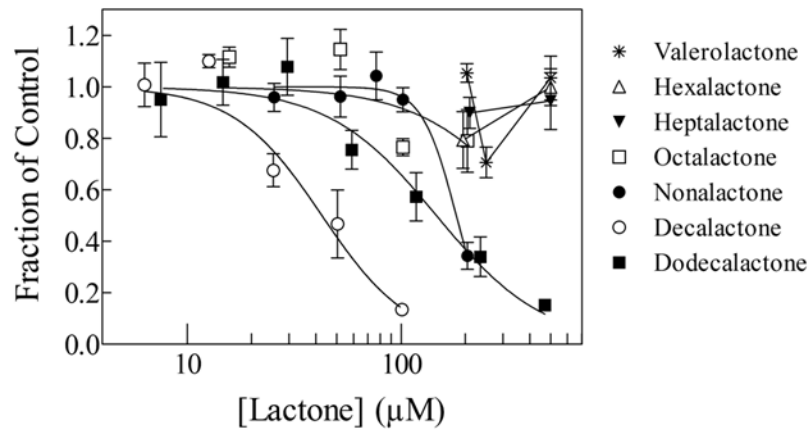 1.2
1.0
0.8
0.6
0.4
0.2
0.0
Fraction of Control
10 100
[Lactone] (µM)
Valerolactone
Hexalactone
Heptalactone
Octalactone
Nonalactone
Decalactone
Dodecalactone